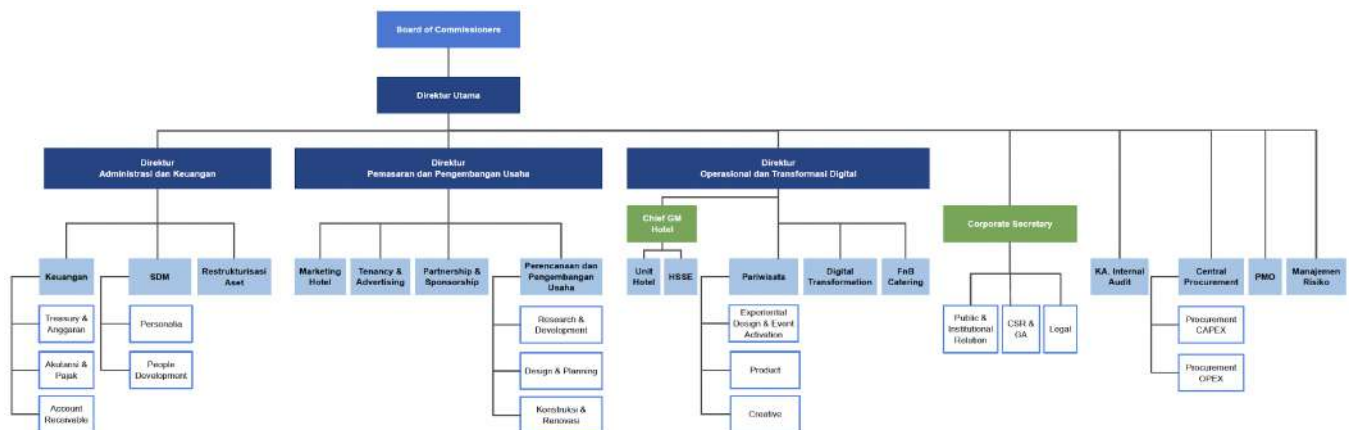 Board of Commissioners
Direktur Utama
Direktur
Administrasi dan Keuangan
Direktur
Pemasaran dan Pengembangan Usaha
Direktur
Operasional dan Transformasi Digital
Chief GM
Hotel
Corporate Secretary
Keuangan
SDM
Restrukturisasi
Aset
Marketing
Hotel
Tenancy &
Advertising
Partnership &
Sponsorship
Perencanaan dan
Pengembangan
Usaha
Unit
Hotel
HSSE
Pariwisata
Digital
Transformation
FnB
Catering
KA. Internal
Audit
Central
Procurement
PMO
Manajemen
Risiko
Treasury &
Anggaran
Akutansi &
Pajak
Account
Receivable
Personalia
People
Development
Research &
Development
Design & Planning
Konstruksi &
Renovasi
Experiential
Design & Event
Activation
Product
Creative
Public &
Institutional
Relation
CSR &
GA
Legal
Procurement
CAPEX
Procurement
OPEX